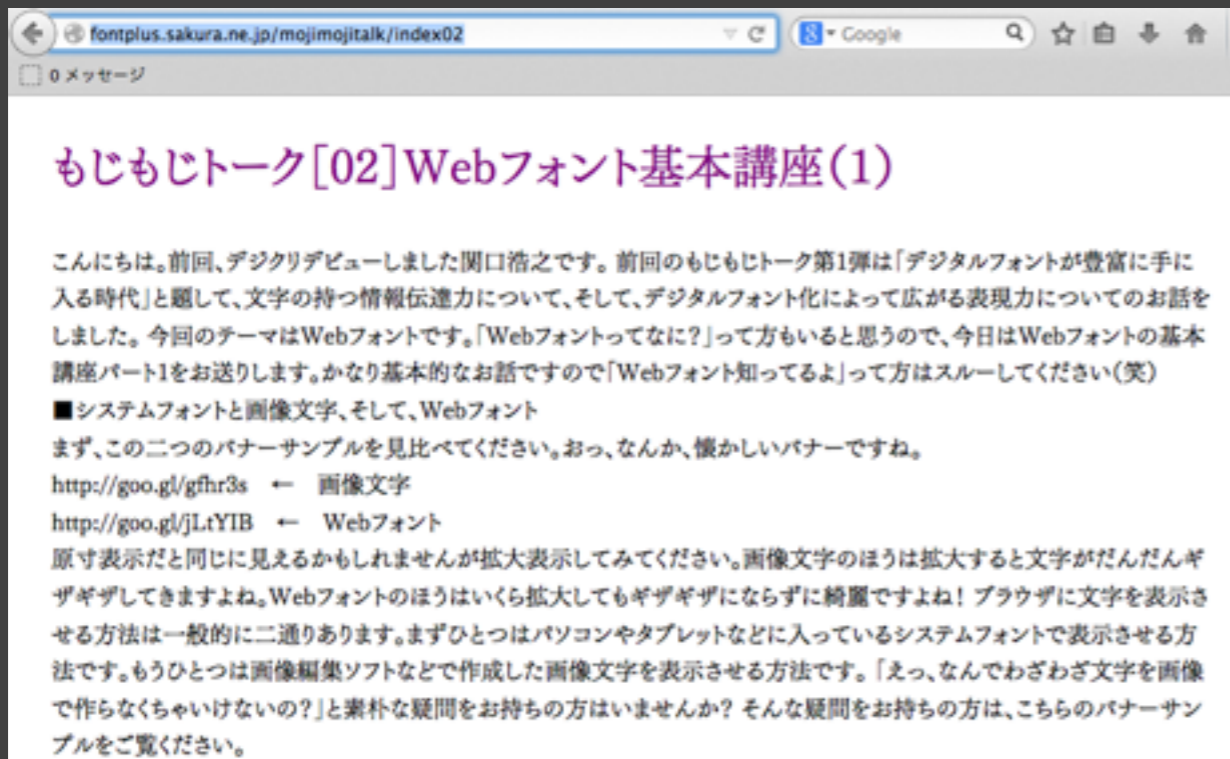 fontplus.sakura.ne.jp/mojimojitalk/index02
Google
0 メッセージ
もじもじトーク[02]Webフォント基本講座(1)
こんにちは。前回、デジクリデビューしました関口浩之です。 前回のもじもじトーク第1弾は「デジタルフォントが豊富に手に
入る時代」と題して、文字の持つ情報伝達力について、そして、デジタルフォント化によって広がる表現力についてのお話を
しました。 今回のテーマはWebフォントです。「Webフォントってなに?」って方もいると思うので、今日はWebフォントの基本
講座パート1をお送りします。かなり基本的なお話ですので「Webフォント知ってるよ」って方はスルーしてください(笑)
■システムフォントと画像文字、そして、Webフォント
まず、この二つのバナーサンプルを見比べてください。おっ、なんか、懐かしいバナーですね。
http://goo.gl/gfhr3s ← 画像文字
http://goo.gl/jLtYIB ← Webフォント
原寸表示だと同じに見えるかもしれませんが拡大表示してみてください。画像文字のほうは拡大すると文字がだんだんギ
ザギザしてきますよね。Webフォントのほうはいくら拡大してもギザギザにならずに綺麗ですよね! ブラウザに文字を表示さ
せる方法は一般的に二通りあります。まずひとつはパソコンやタブレットなどに入っているシステムフォントで表示させる方
法です。もうひとつは画像編集ソフトなどで作成した画像文字を表示させる方法です。 「えっ、なんでわざわざ文字を画像
で作らなくちゃいけないの?」と素朴な疑問をお持ちの方はいませんか? そんな疑問をお持ちの方は、こちらのバナーサン
プルをご覧ください。